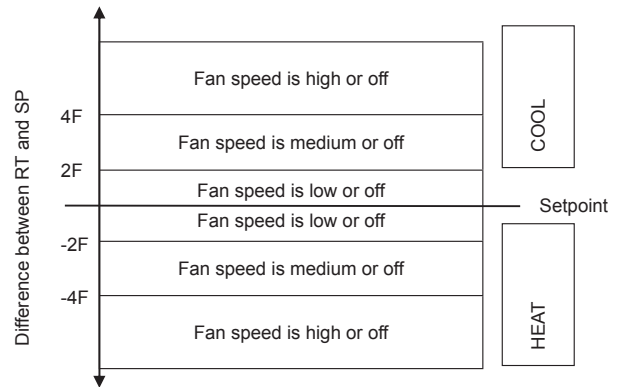 Difference between RT and SP
Fan speed is high or off
4F
Fan speed is medium or off
2F
Fan speed is low or off
Setpoint
Fan speed is low or off
-2F
Fan speed is medium or off
-4F
Fan speed is high or off
COOL
HEAT